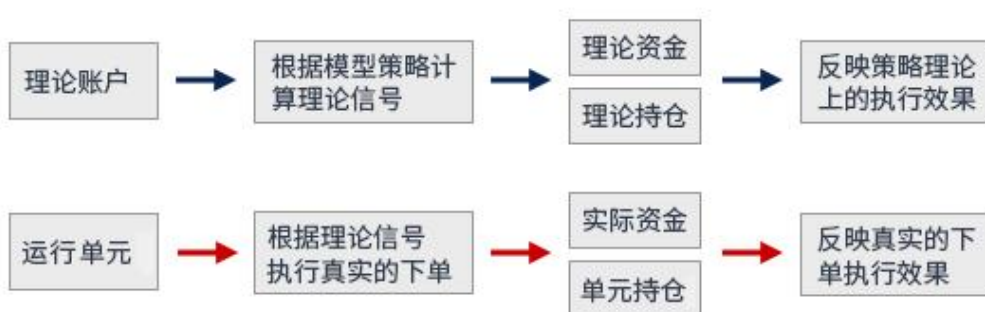 理论账户
根据模型策略计
算理论信号
理论资金
理论持仓
反映策略理论
上的执行效果
运行单元
根据理论信号
执行真实的下单
实际资金
单元持仓
反映真实的下
单执行效果